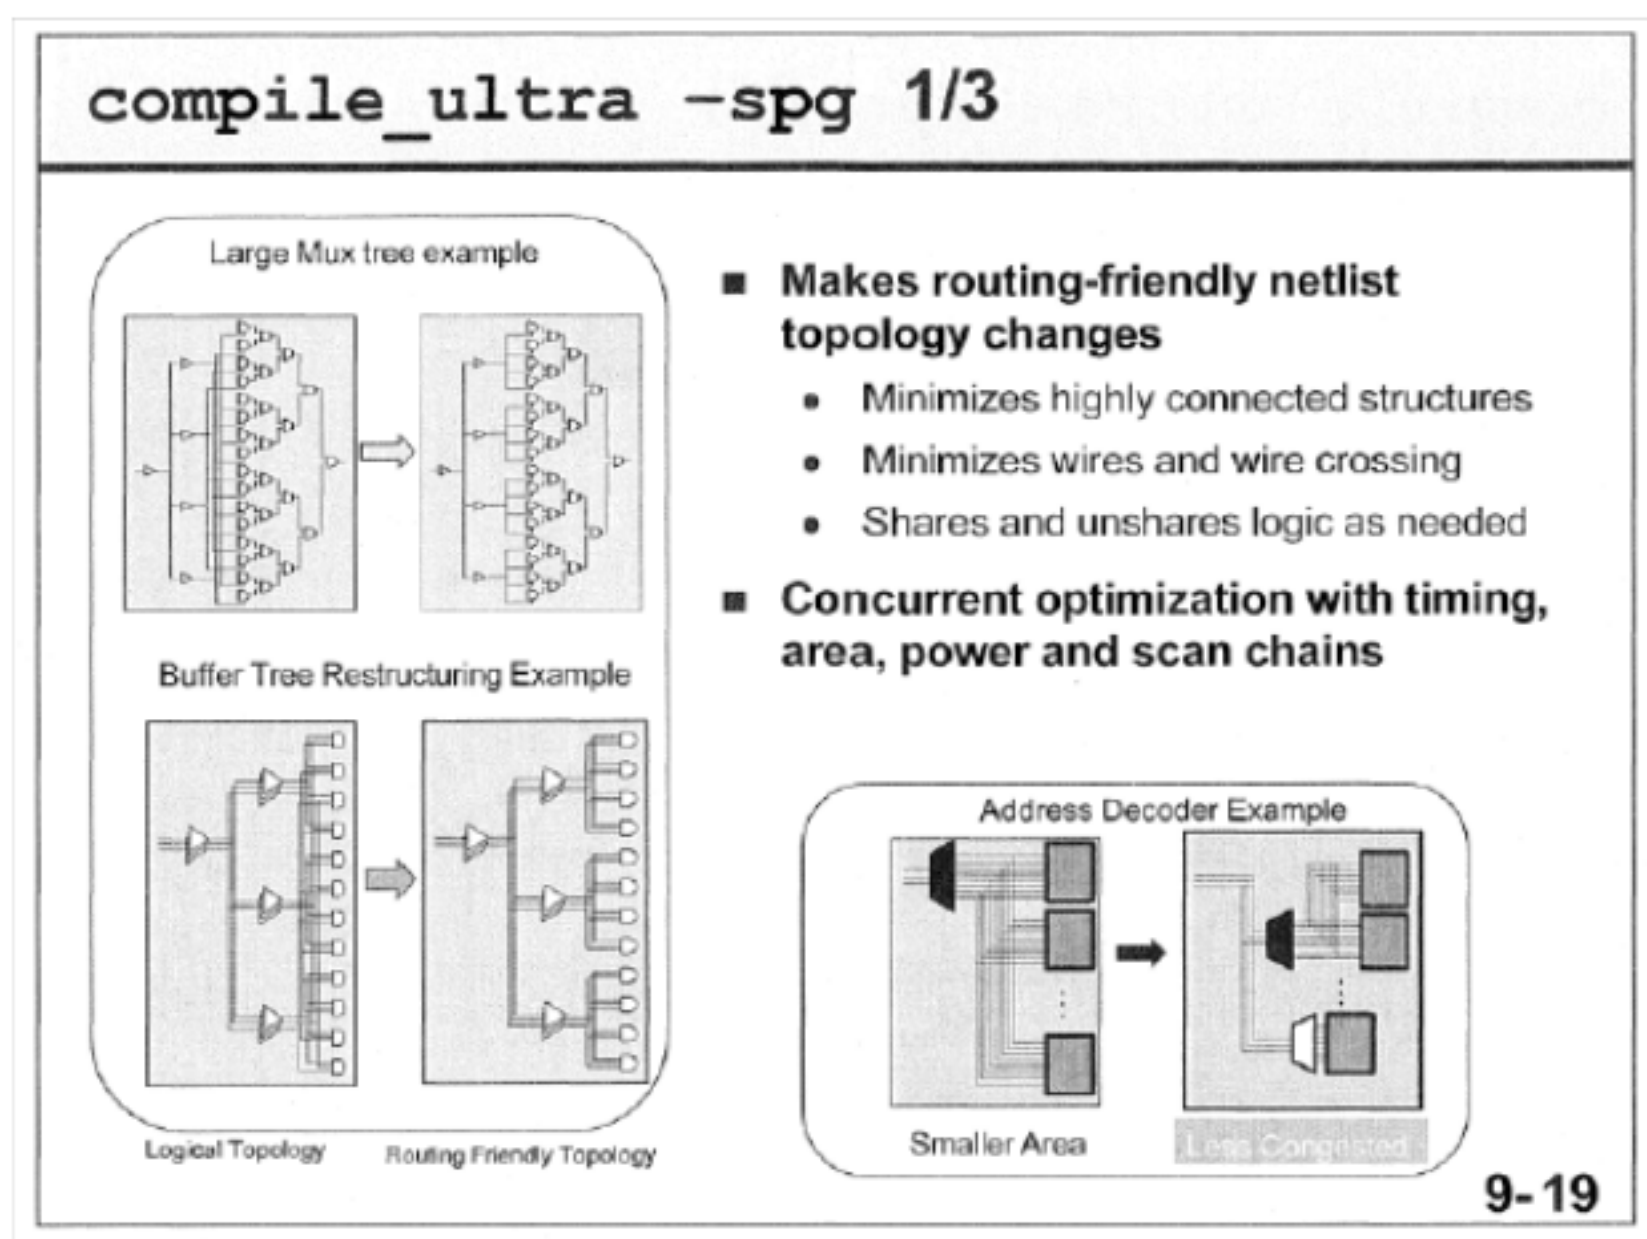 compile_ultra –spg 1/3
Large Mux tree example
Buffer Tree Restructuring Example
Logical Topology
Routing Friendly Topology
■ Makes routing-friendly netlist
topology changes
• Minimizes highly connected structures
• Minimizes wires and wire crossing
• Shares and unshares logic as needed
■ Concurrent optimization with timing,
area, power and scan chains
Address Decoder Example
Smaller Area
Less Congested
9-19